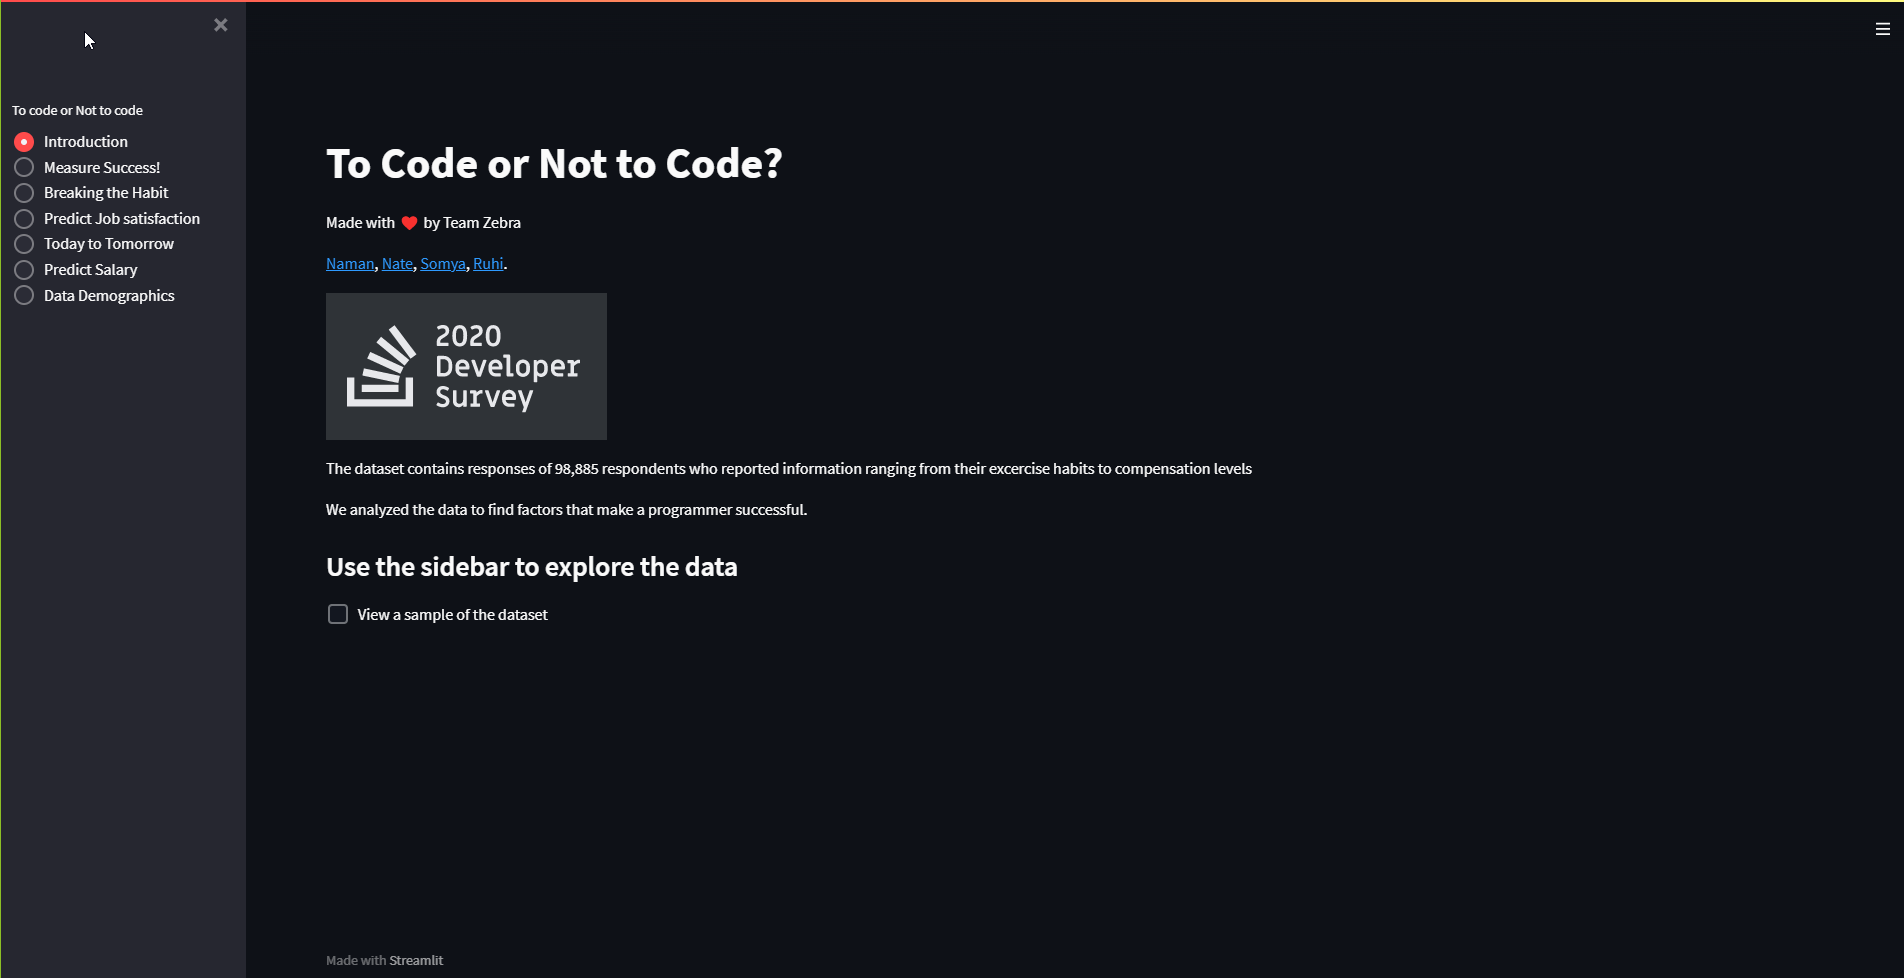 To code or Not to code
Introduction
Measure Success!
Breaking the Habit
Predict Job satisfaction
Today to Tomorrow
Predict Salary
Data Demographics
To Code or Not to Code?
Made with ❤️ by Team Zebra
Naman, Nate, Somya, Ruhi.
2020
Developer
Survey
The dataset contains responses of 98,885 respondents who reported information ranging from their excercise habits to compensation levels
We analyzed the data to find factors that make a programmer successful.
Use the sidebar to explore the data
View a sample of the dataset
Made with Streamlit